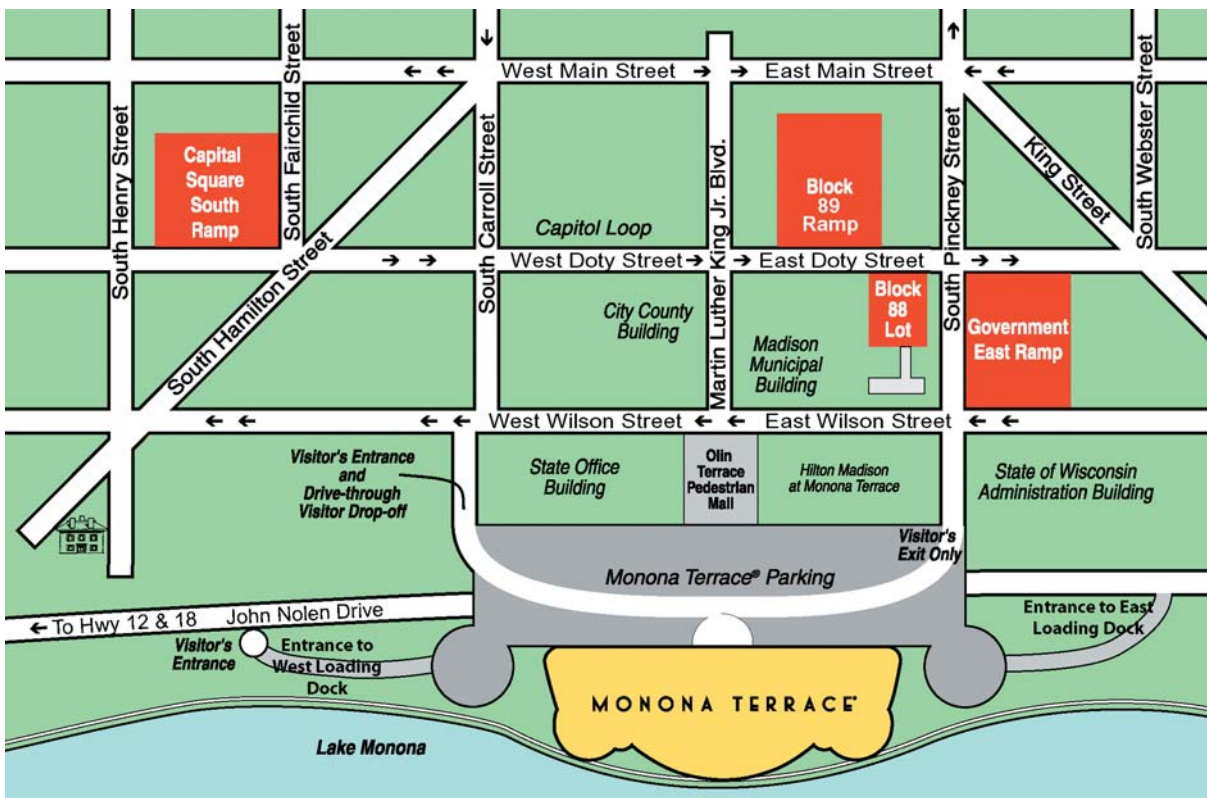 West Main Street
East Main Street
South Henry Street
South Fairchild Street
South Carroll Street
Martin Luther King Jr. Blvd.
South Pinckney Street
King Street
South Webster Street
Capital
Square
South
Ramp
Block
89
Ramp
Capitol Loop
South Hamilton Street
West Doty Street
East Doty Street
City County
Building
Madison
Municipal
Building
Block
88
Lot
Government
East Ramp
West Wilson Street
East Wilson Street
Visitor's Entrance
and
Drive-through
Visitor Drop-off
State Office
Building
Olin
Terrace
Pedestrian
Mall
Hilton Madison
at Monona Terrace
State of Wisconsin
Administration Building
Visitor's
Exit Only
Monona Terrace® Parking
To Hwy 12 & 18
John Nolen Drive
Visitor's
Entrance
Entrance to
West Loading
Dock
Entrance to East
Loading Dock
MONONA TERRACE®
Lake Monona